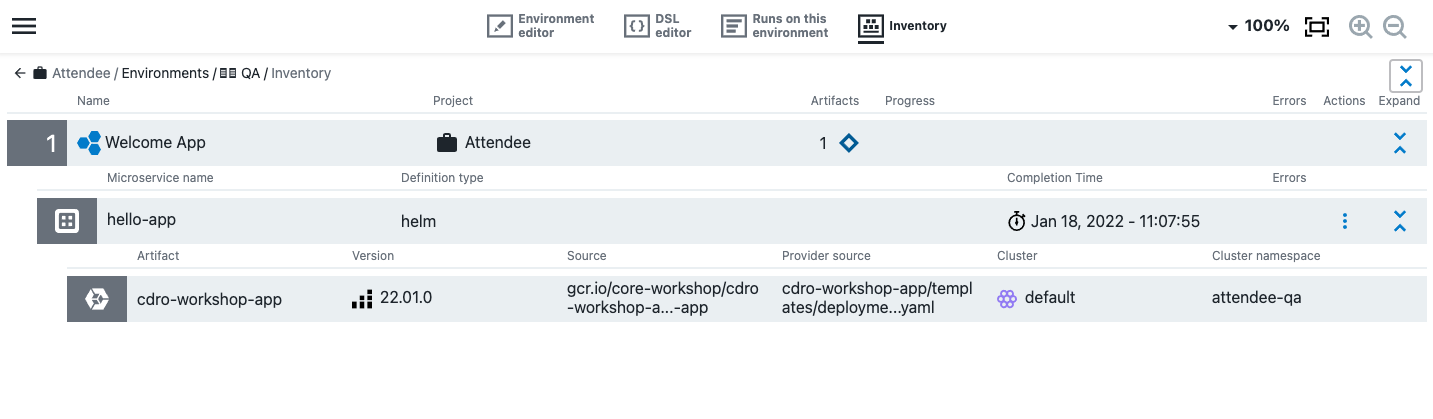 Environment editor
DSL editor
Runs on this environment
Inventory
100%
Attendee / Environments / QA / Inventory
Name Project Artifacts Progress Errors Actions Expand
1 Welcome App Attendee 1
Microservice name Definition type Completion Time Errors
hello-app helm Jan 18, 2022 - 11:07:55
Artifact Version Source Provider source Cluster Cluster namespace
cdro-workshop-app 22.01.0 gcr.io/core-workshop/cdro cdro-workshop-app/templ default attendee-qa
-workshop-a...-app ates/deployme...yaml